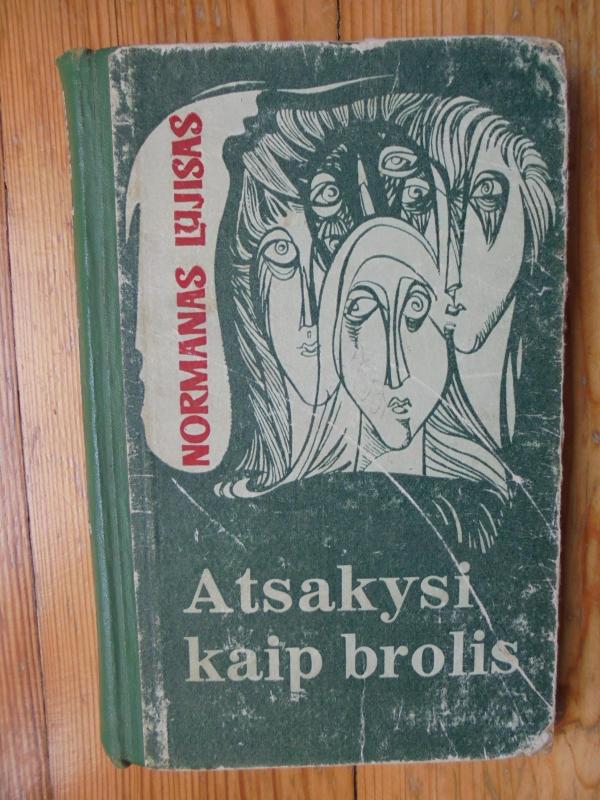 NORMANAS LUJISAS
Atsakysi
kaip brolis